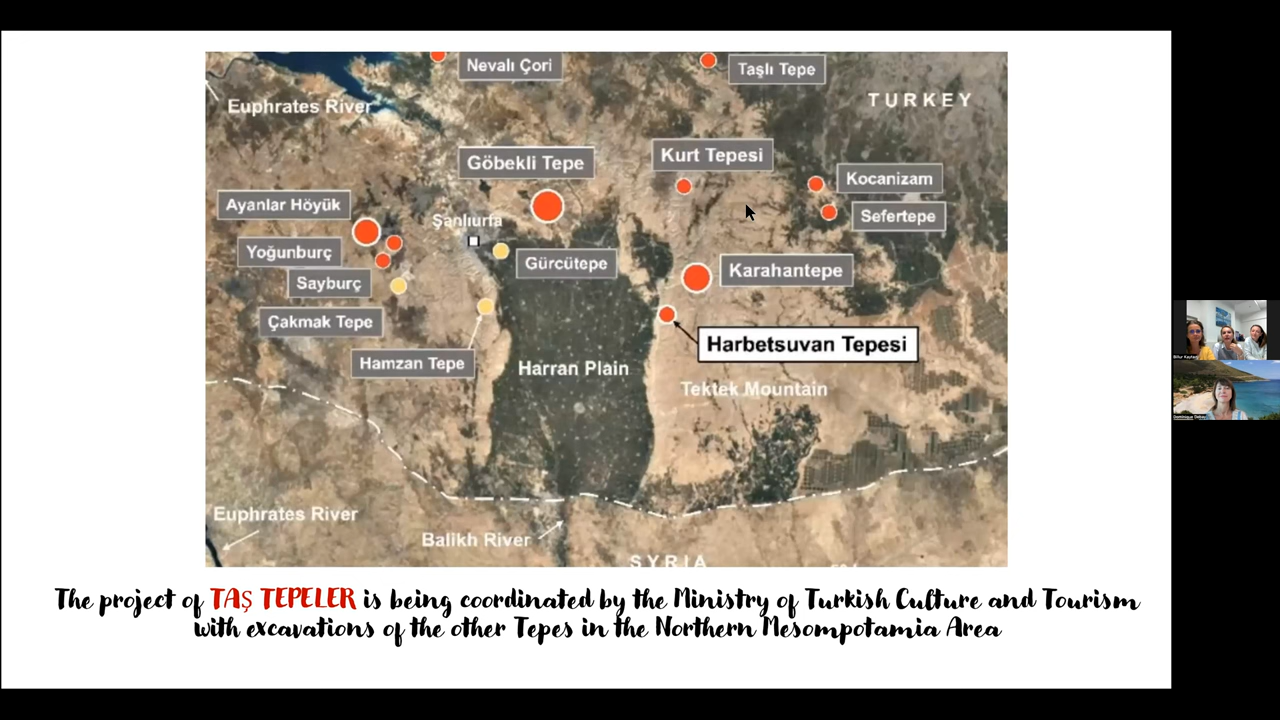 Nevalı Çori
Taşlı Tepe
Euphrates River
TURKEY
Göbekli Tepe
Kurt Tepesi
Kocanizam
Ayanlar Höyük
Şanlıurfa
Sefertepe
Yoğunburç
Gürcütepe
Karahantepe
Sayburç
Çakmak Tepe
Harbetsuvan Tepesi
Hamzan Tepe
Harran Plain
Tektek Mountain
Euphrates River
Balikh River
SYRIA
The project of TAŞ TEPELER is being coordinated by the Ministry of Turkish Culture and Tourism
with excavations of the other Tepes in the Northern Mesompotamia Area